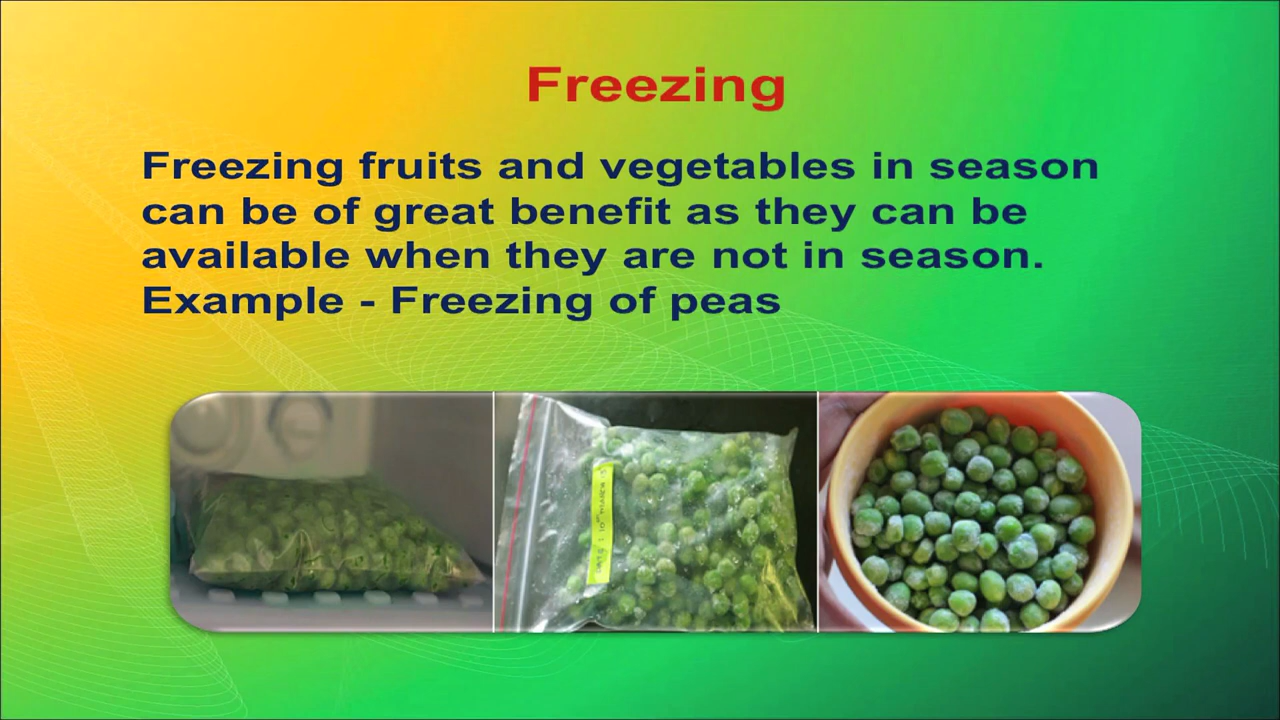 Freezing
Freezing fruits and vegetables in season
can be of great benefit as they can be
available when they are not in season.
Example - Freezing of peas